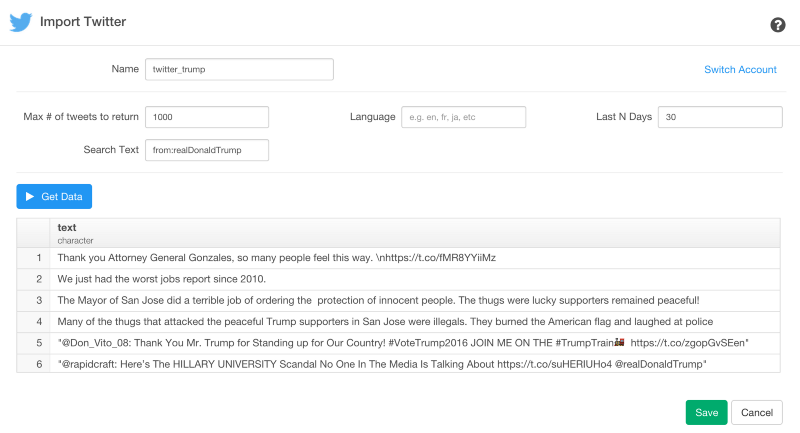 Import Twitter
Name twitter_trump Switch Account
Max # of tweets to return 1000 Language e.g. en, fr, ja, etc Last N Days 30
Search Text from:realDonaldTrump
Get Data
text
character
1 Thank you Attorney General Gonzales, so many people feel this way. \nhttps://t.co/fMR8YYiiMz
2 We just had the worst jobs report since 2010.
3 The Mayor of San Jose did a terrible job of ordering the  protection of innocent people. The thugs were lucky supporters remained peaceful!
4 Many of the thugs that attacked the peaceful Trump supporters in San Jose were illegals. They burned the American flag and laughed at police
5 "@Don_Vito_08: Thank You Mr. Trump for Standing up for Our Country! #VoteTrump2016 JOIN ME ON THE #TrumpTrain🚂  https://t.co/zgopGvSEen"
6 "@rapidcraft: Here's The HILLARY UNIVERSITY Scandal No One In The Media Is Talking About https://t.co/suHERIUHo4 @realDonaldTrump"
Save Cancel